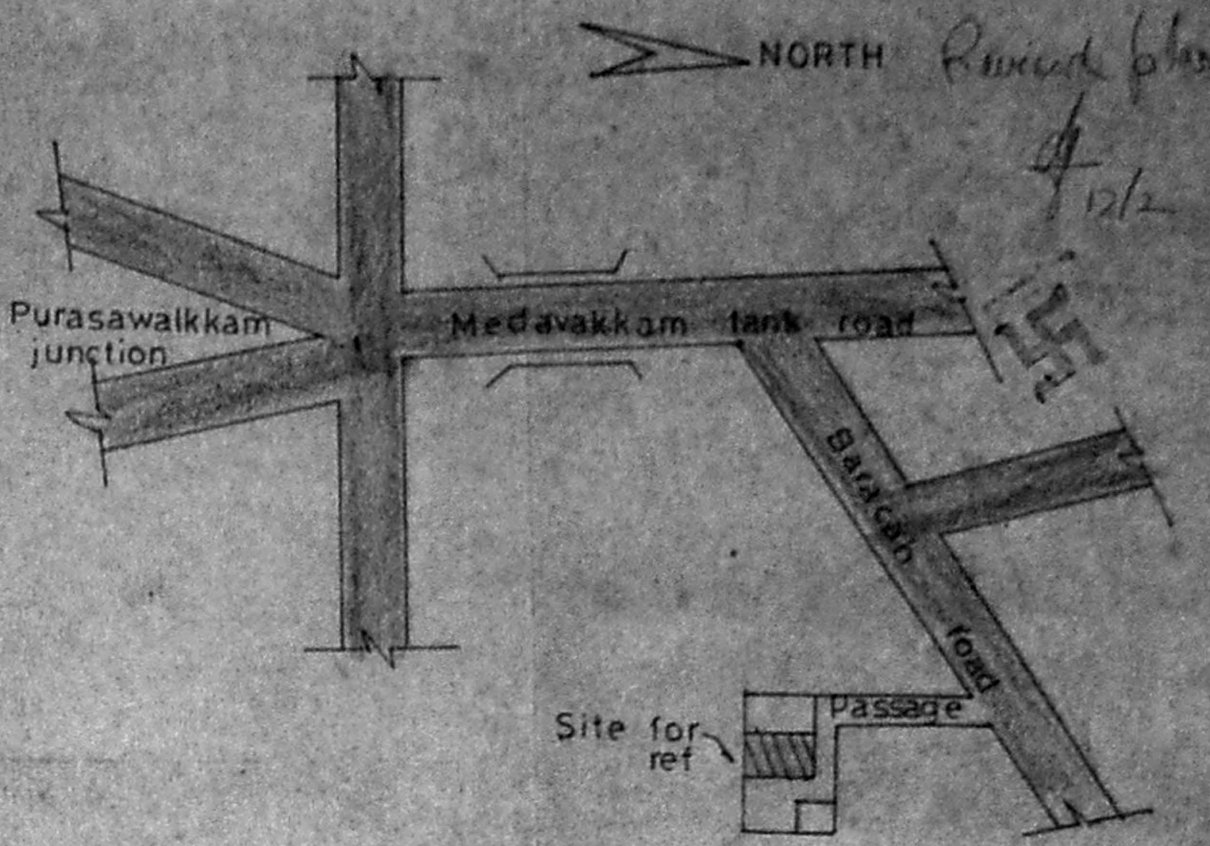 NORTH
12/2
Purasawalkkam
junction
Medavakkam tank road
Baracah
road
Passage
Site for
ref